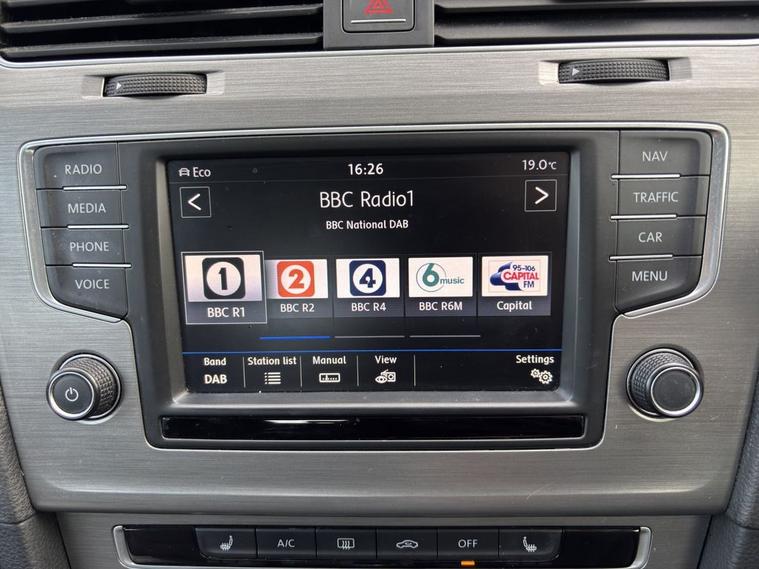 RADIO
MEDIA
PHONE
VOICE
Eco 16:26 19.0°C
< BBC Radio1 >
BBC National DAB
1 2 4 6 music 95-106 CAPITAL FM
BBC R1 BBC R2 BBC R4 BBC R6M Capital
Band Station list Manual View Settings
DAB
NAV
TRAFFIC
CAR
MENU
A/C OFF